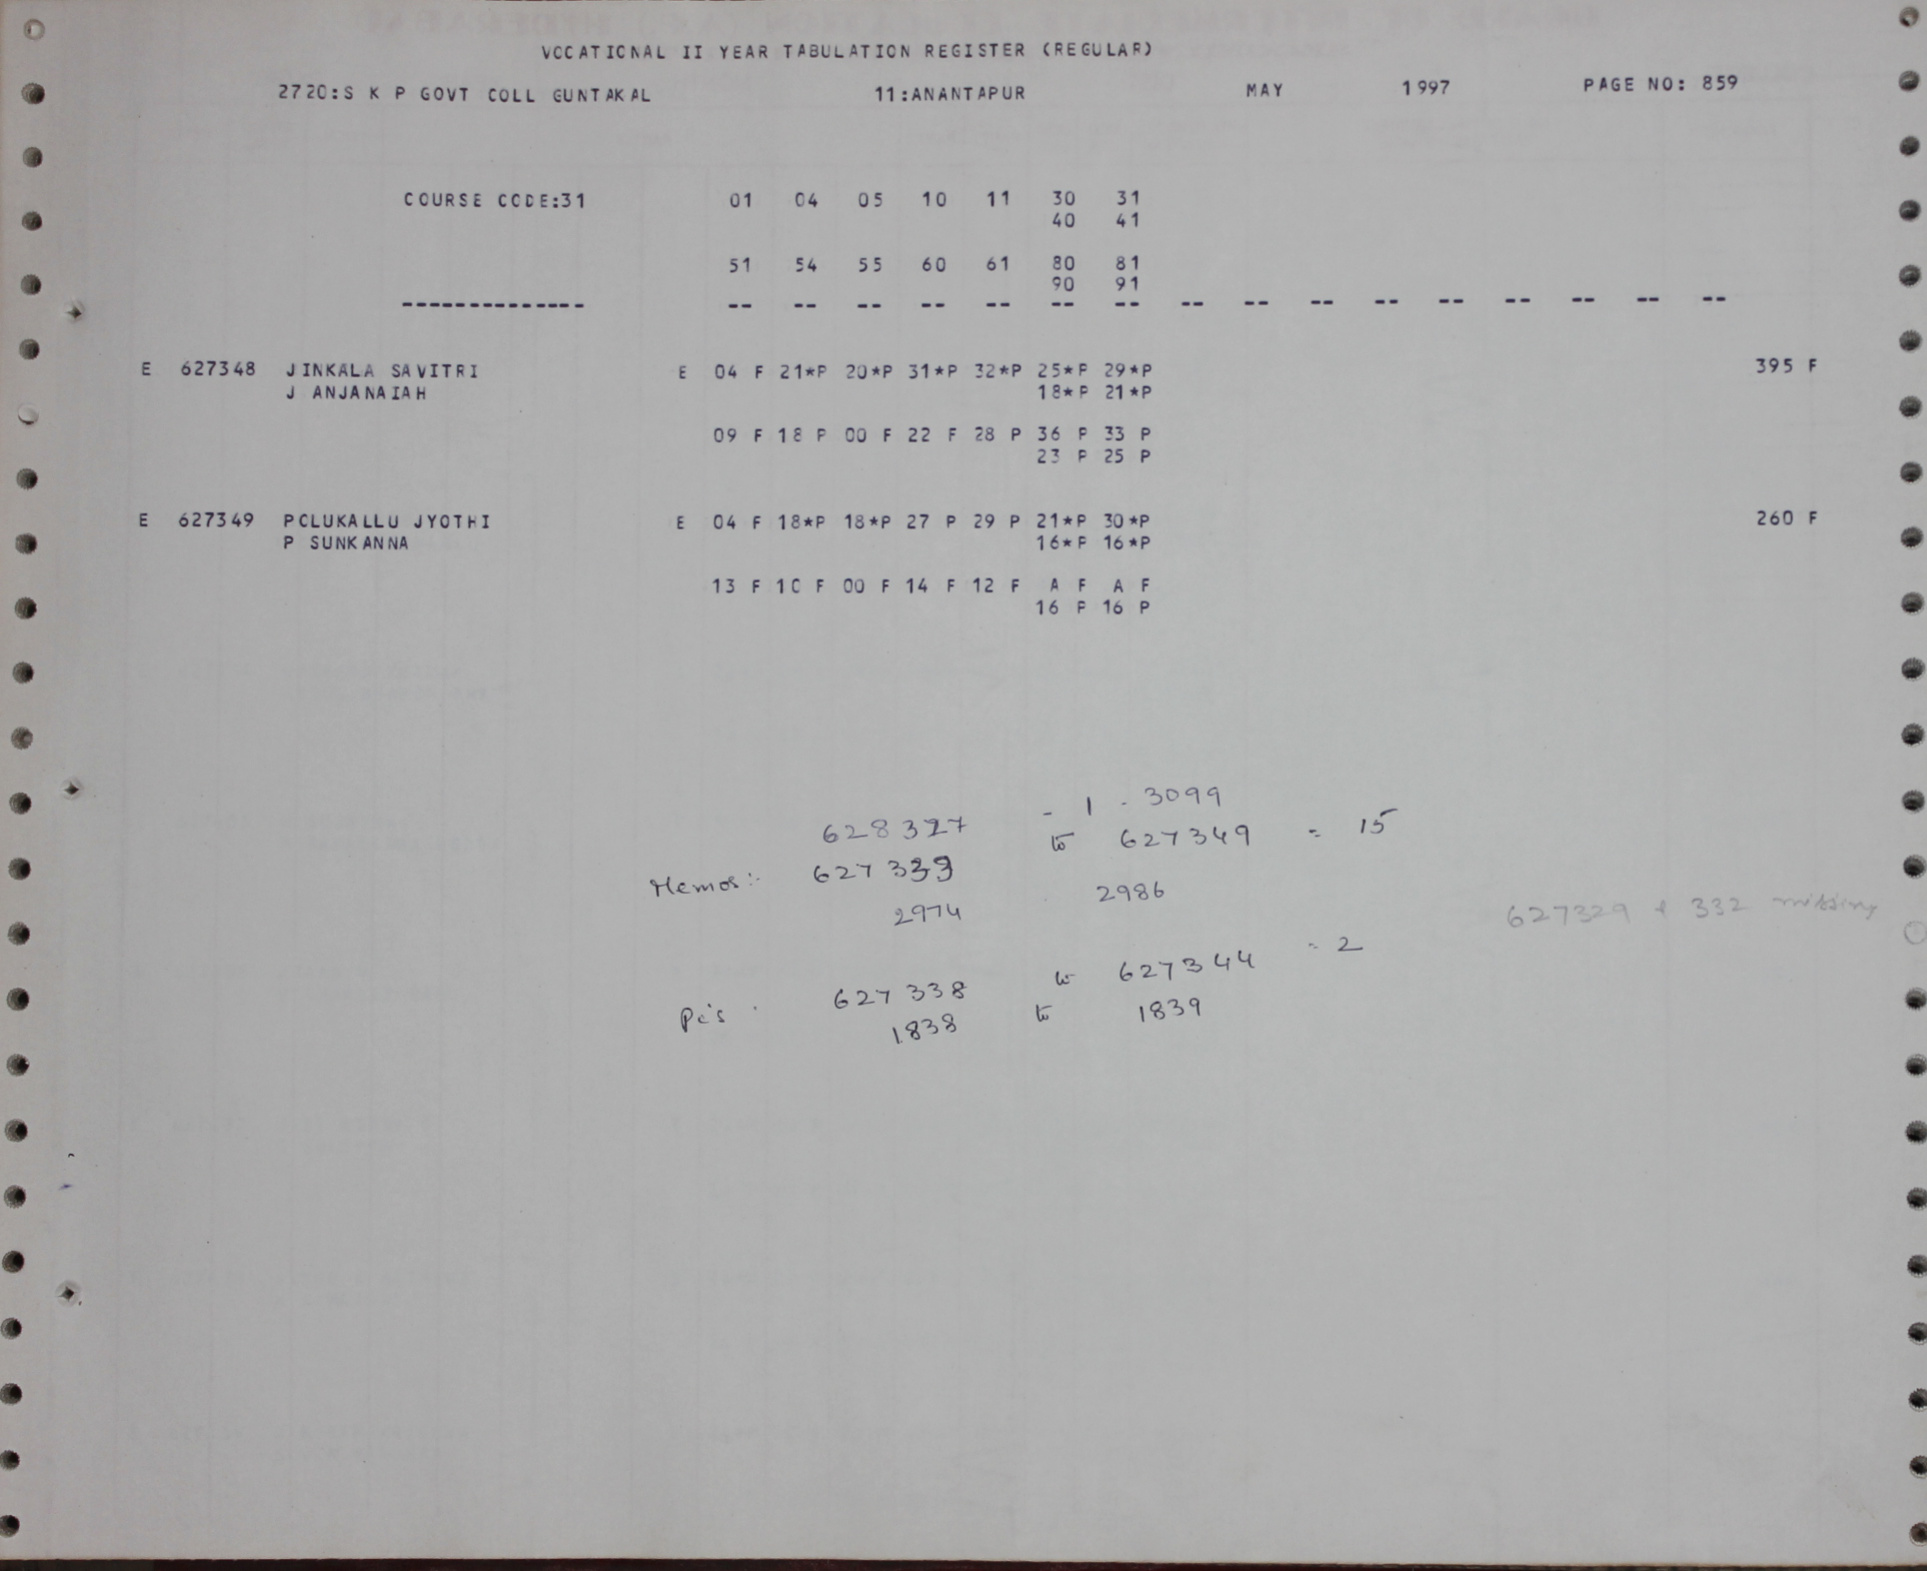 VOCATIONAL II YEAR TABULATION REGISTER (REGULAR)
2720:S K P GOVT COLL GUNTAKAL 11:ANANTAPUR MAY 1997 PAGE NO: 859
COURSE CODE:31 01 04 05 10 11 30 31
40 41
51 54 55 60 61 80 81
90 91
-------------- -- -- -- -- -- -- -- -- -- -- -- -- -- -- -- --
E 627348 JINKALA SAVITRI E 04 F 21*P 20*P 31*P 32*P 25*P 29*P 395 F
J ANJANAIAH 18*P 21*P
09 F 18 P 00 F 22 F 28 P 36 P 33 P
23 P 25 P
E 627349 POLUKALLU JYOTHI E 04 F 18*P 18*P 27 P 29 P 21*P 30*P 260 F
P SUNKANNA 16*P 16*P
13 F 10 F 00 F 14 F 12 F A F A F
16 P 16 P
628327 - 1 - 3099
Memos:- 627333 to 627349 = 15
2974 2986
627329 & 332 missing
Pc's . 627338 to 627344 = 2
1838 to 1839